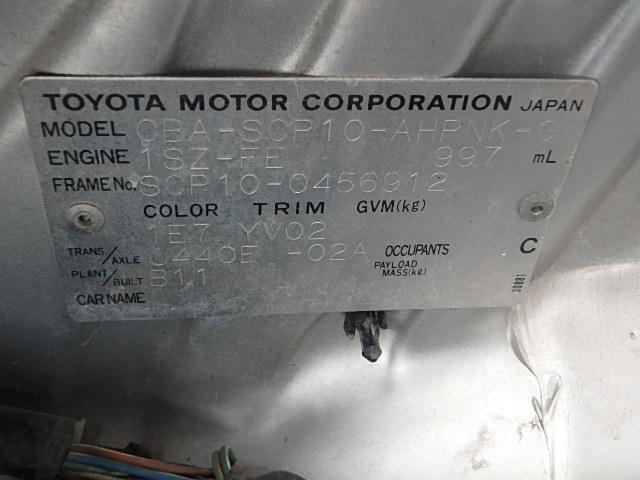 TOYOTA MOTOR CORPORATION JAPAN
MODEL CBA-SCP10-AHPNK-
ENGINE 1SZ-FE 997 mL
FRAME No. SCP10-0456912
COLOR TRIM GVM(kg)
1E7 YV02
TRANS/AXLE U440E -02A OCCUPANTS C
PLANT/BUILT B11 PAYLOAD MASS(kg)
CAR NAME